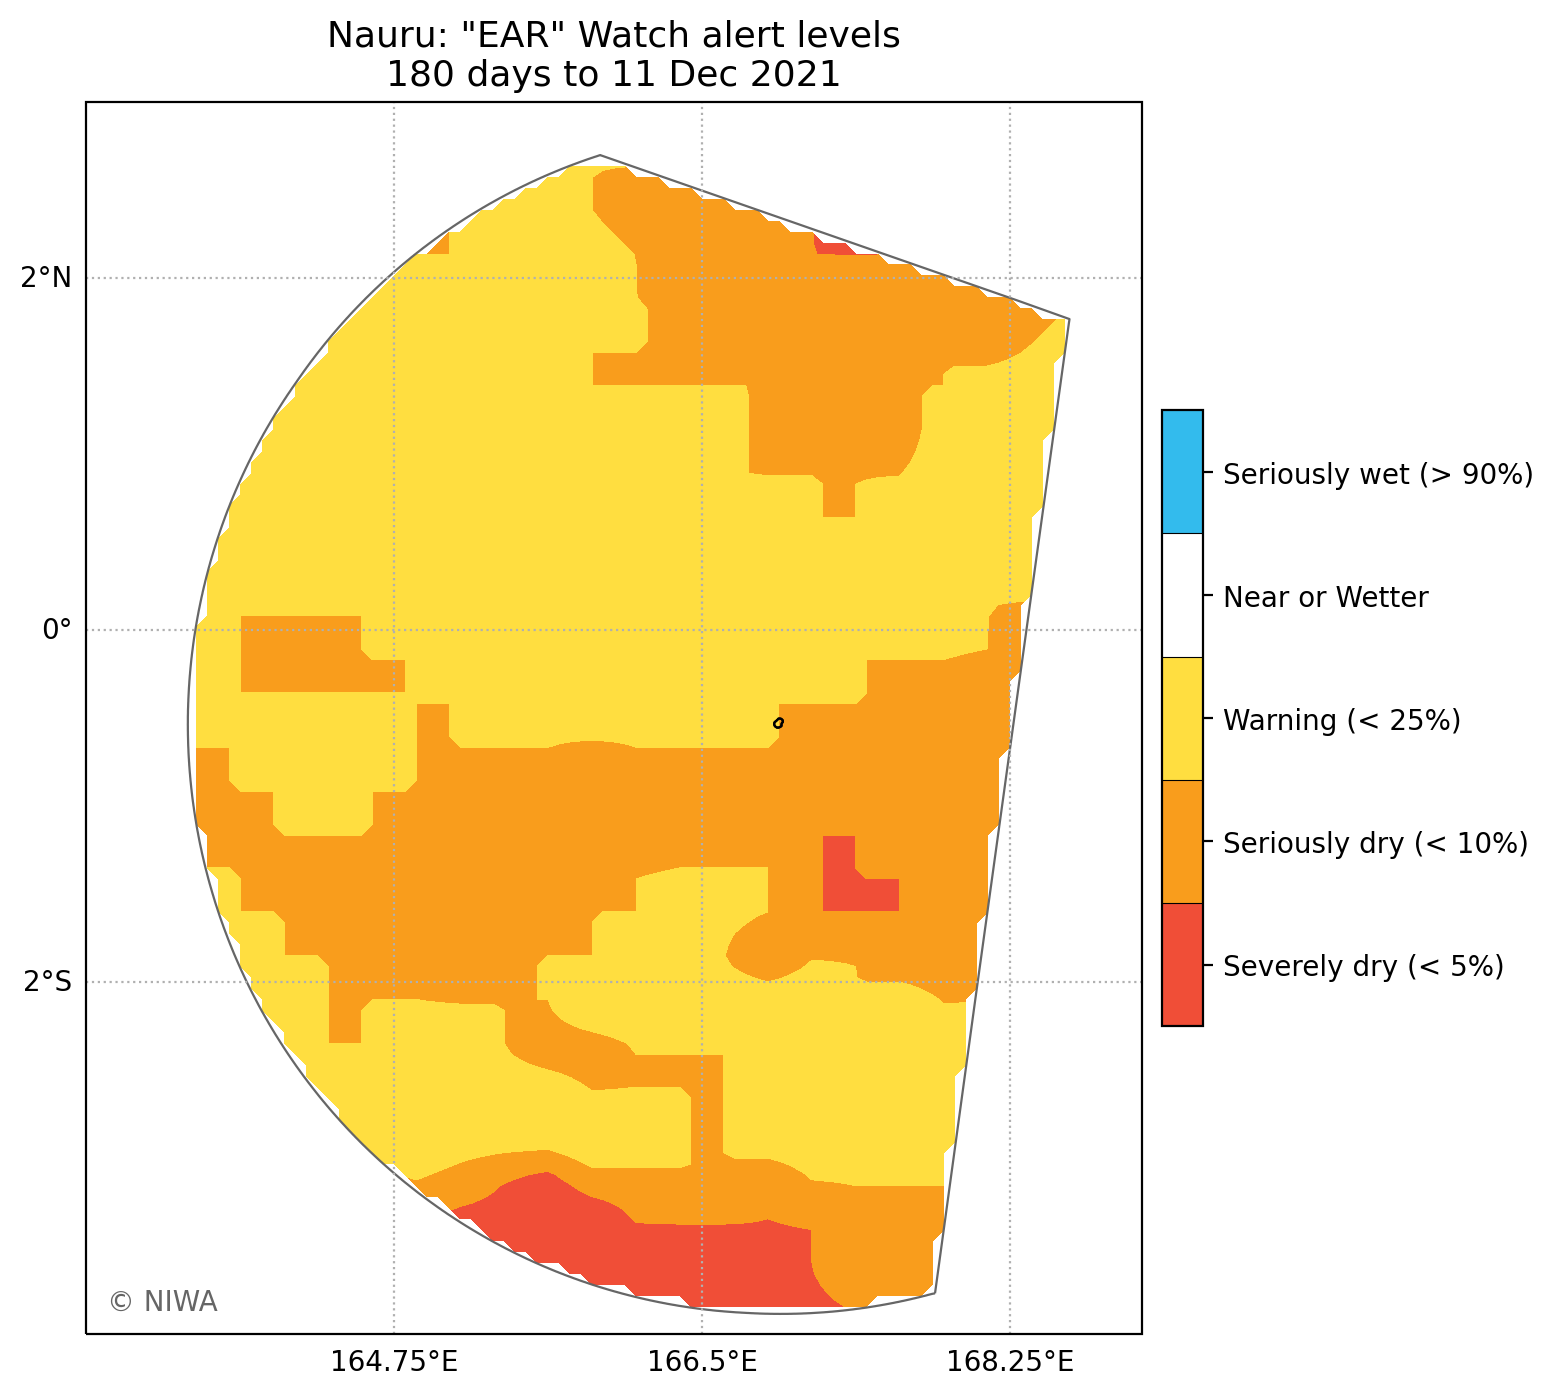 Nauru: "EAR" Watch alert levels
180 days to 11 Dec 2021
2°N
0°
2°S
164.75°E
166.5°E
168.25°E
Seriously wet (> 90%)
Near or Wetter
Warning (< 25%)
Seriously dry (< 10%)
Severely dry (< 5%)
© NIWA